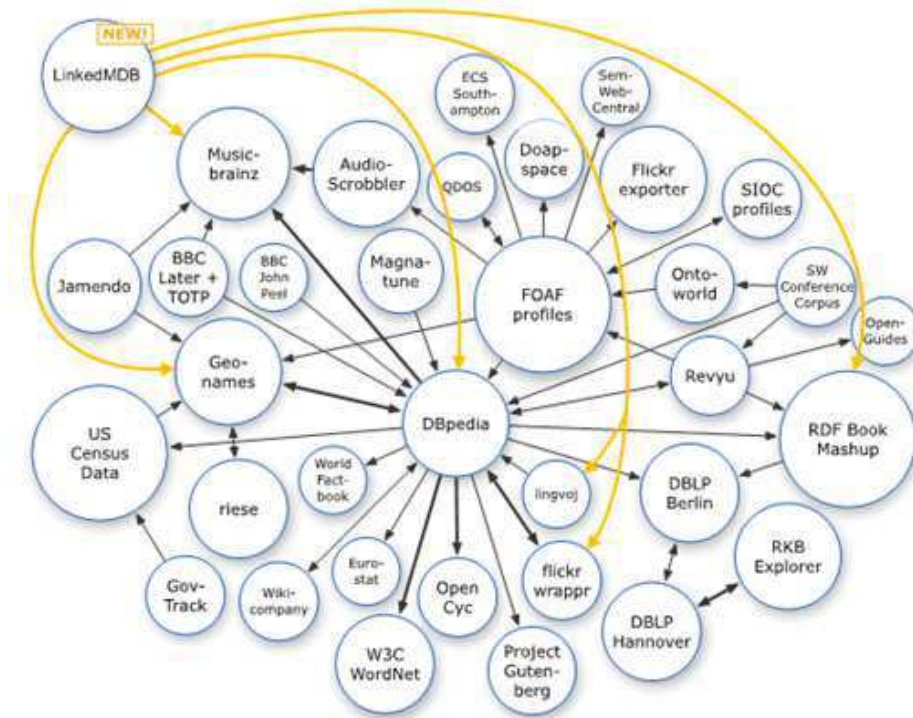 NEW!
LinkedMDB
ECS
South-
ampton
Sem-
Web-
Central
Music-
brainz
Audio-
Scrobbler
QDOS
Doap-
space
Flickr
exporter
SIOC
profiles
Jamendo
BBC
Later +
TOTP
BBC
John
Peel
Magna-
tune
FOAF
profiles
Onto-
world
SW
Conference
Corpus
Open-
Guides
Geo-
names
Revyu
US
Census
Data
DBpedia
RDF Book
Mashup
World
Fact-
book
lingvoj
DBLP
Berlin
riese
RKB
Explorer
Gov-
Track
Wiki-
company
Euro-
stat
Open
Cyc
flickr
wrappr
DBLP
Hannover
W3C
WordNet
Project
Guten-
berg